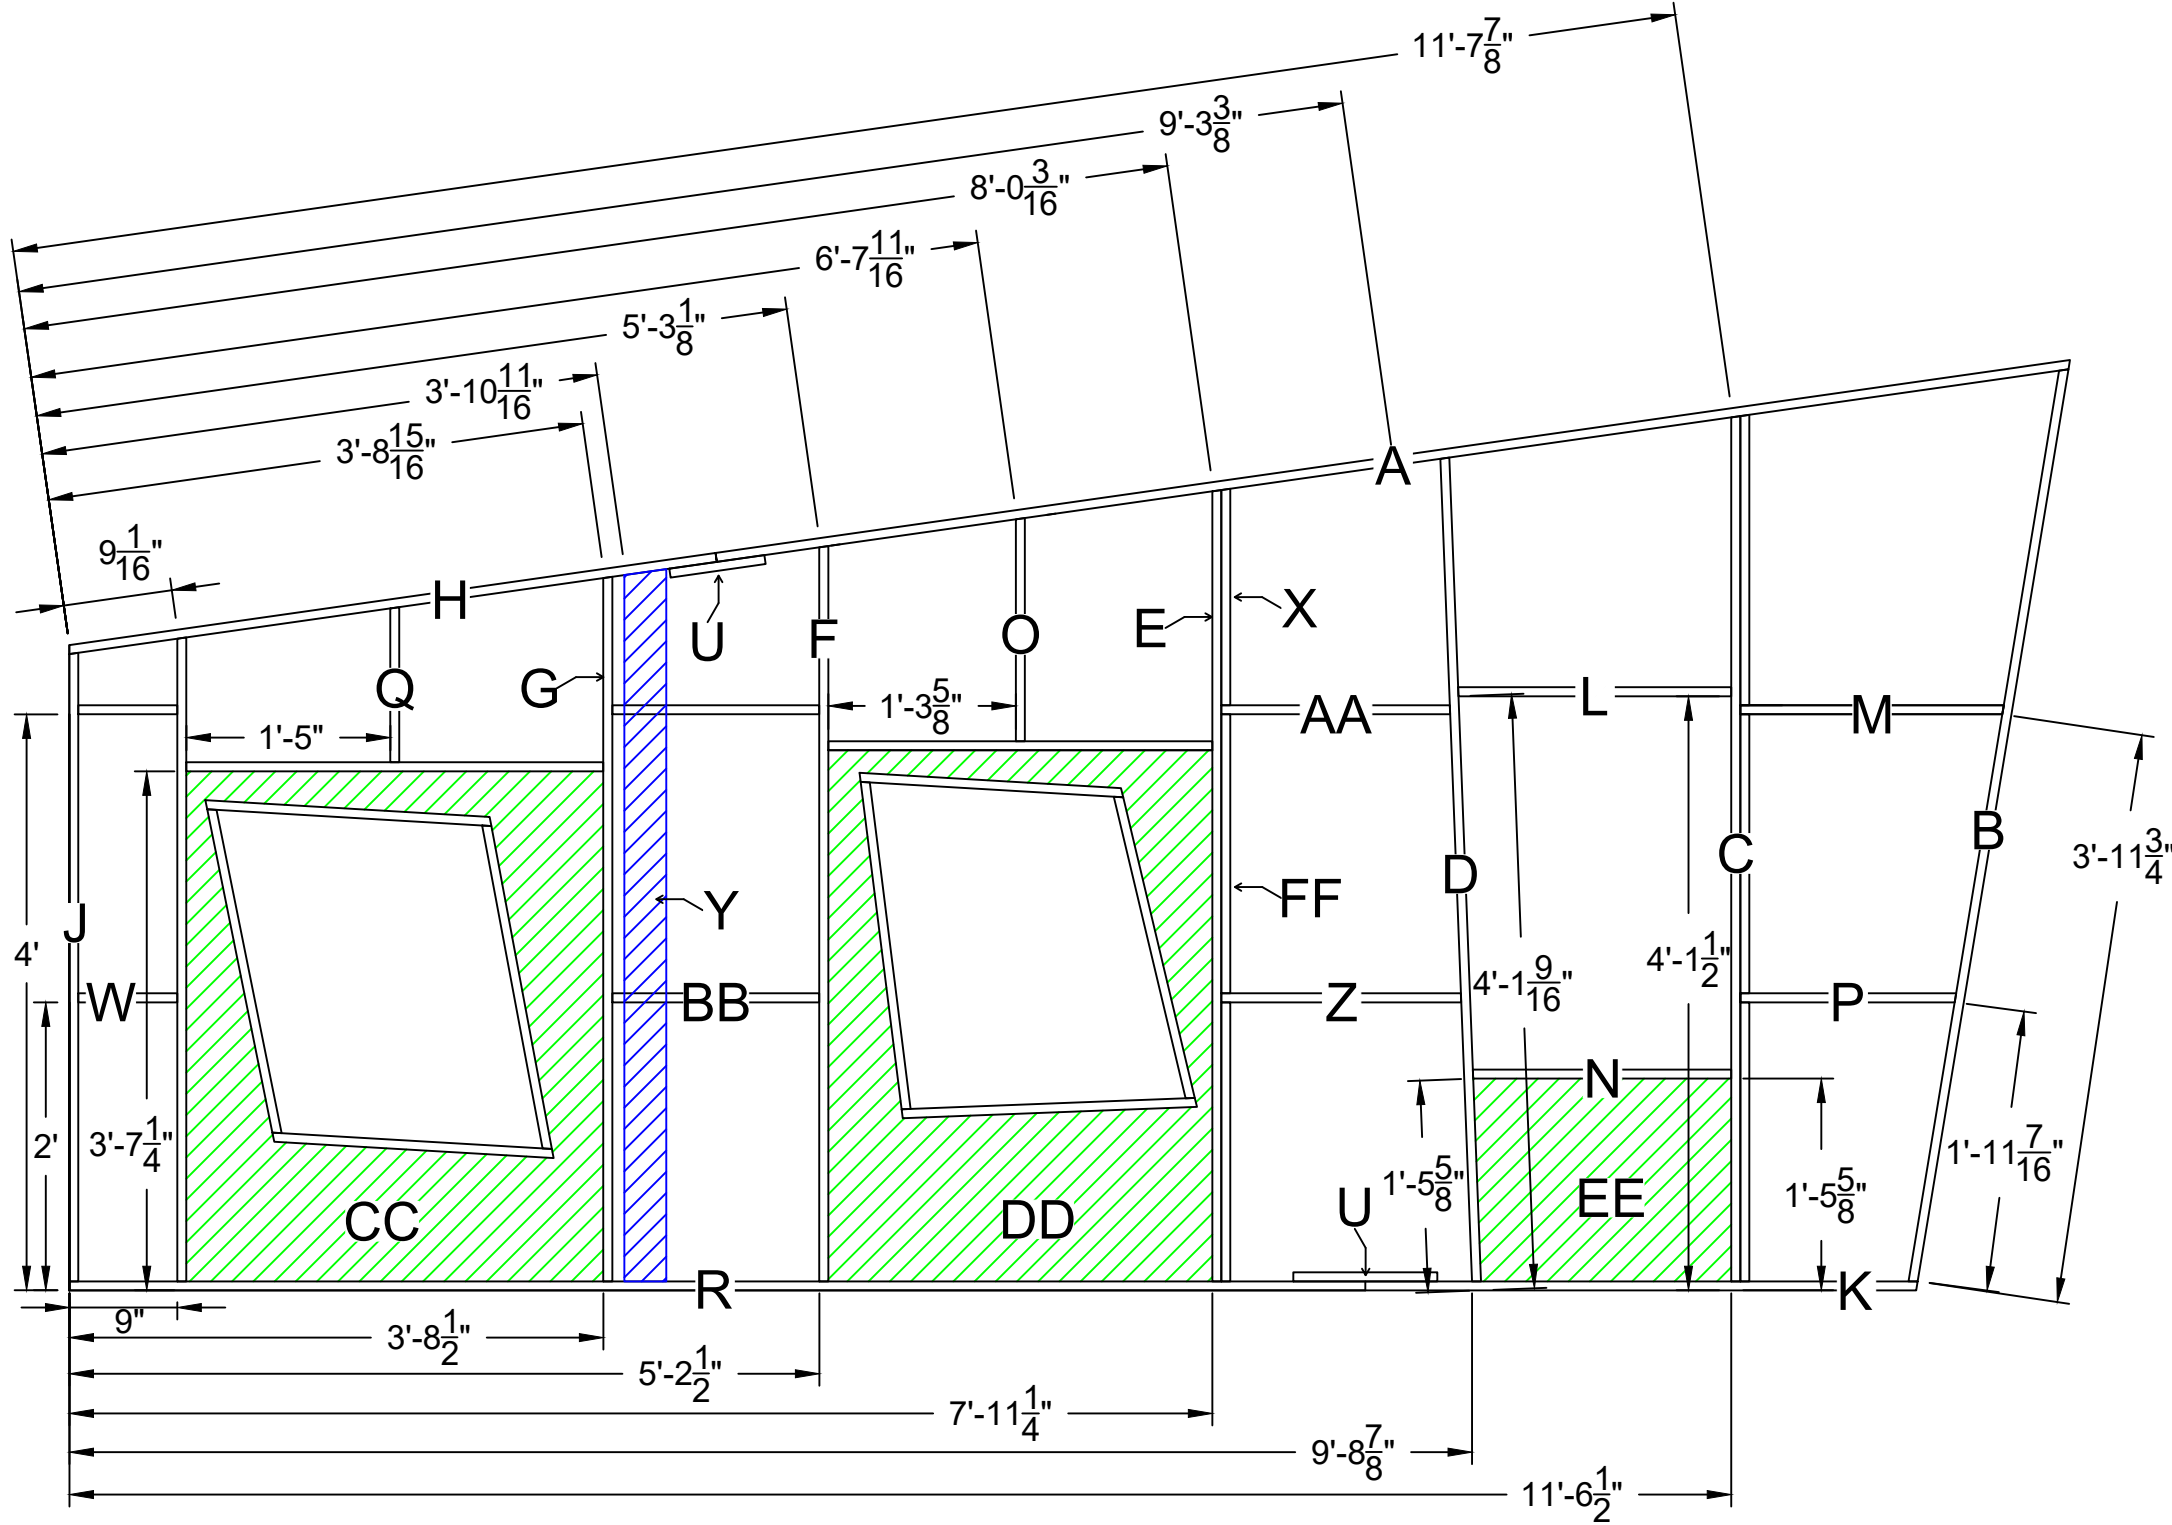 11'-7 7/8"
9'-3 3/8"
8'-0 3/16"
6'-7 11/16"
5'-3 1/8"
3'-10 11/16"
3'-8 15/16"
9 1/16"
A
H
U
F
O
E
X
Q
G
1'-5"
1'-3 5/8"
AA
L
M
B
3'-11 3/4"
C
D
J
Y
FF
4'
W
BB
Z
4'-1 9/16"
4'-1 1/2"
P
N
2'
3'-7 1/4"
1'-5 5/8"
1'-5 5/8"
1'-11 7/16"
CC
DD
U
EE
R
K
9"
3'-8 1/2"
5'-2 1/2"
7'-11 1/4"
9'-8 7/8"
11'-6 1/2"